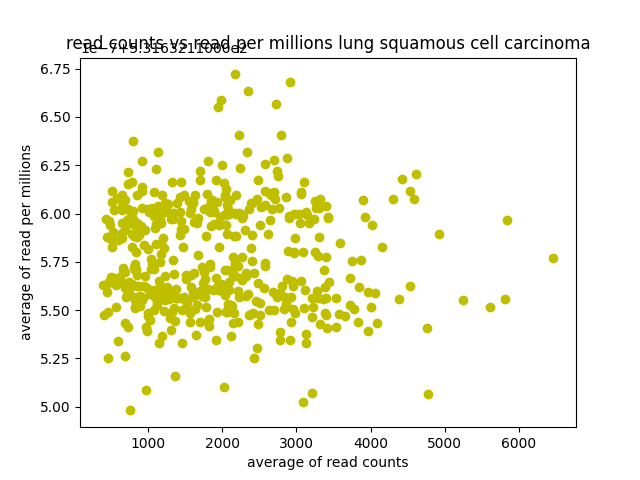 read counts vs read per millions lung squamous cell carcinoma
1e−7+5.3163211000e2
6.75
6.50
6.25
6.00
5.75
5.50
5.25
5.00
average of read per millions
1000 2000 3000 4000 5000 6000
average of read counts